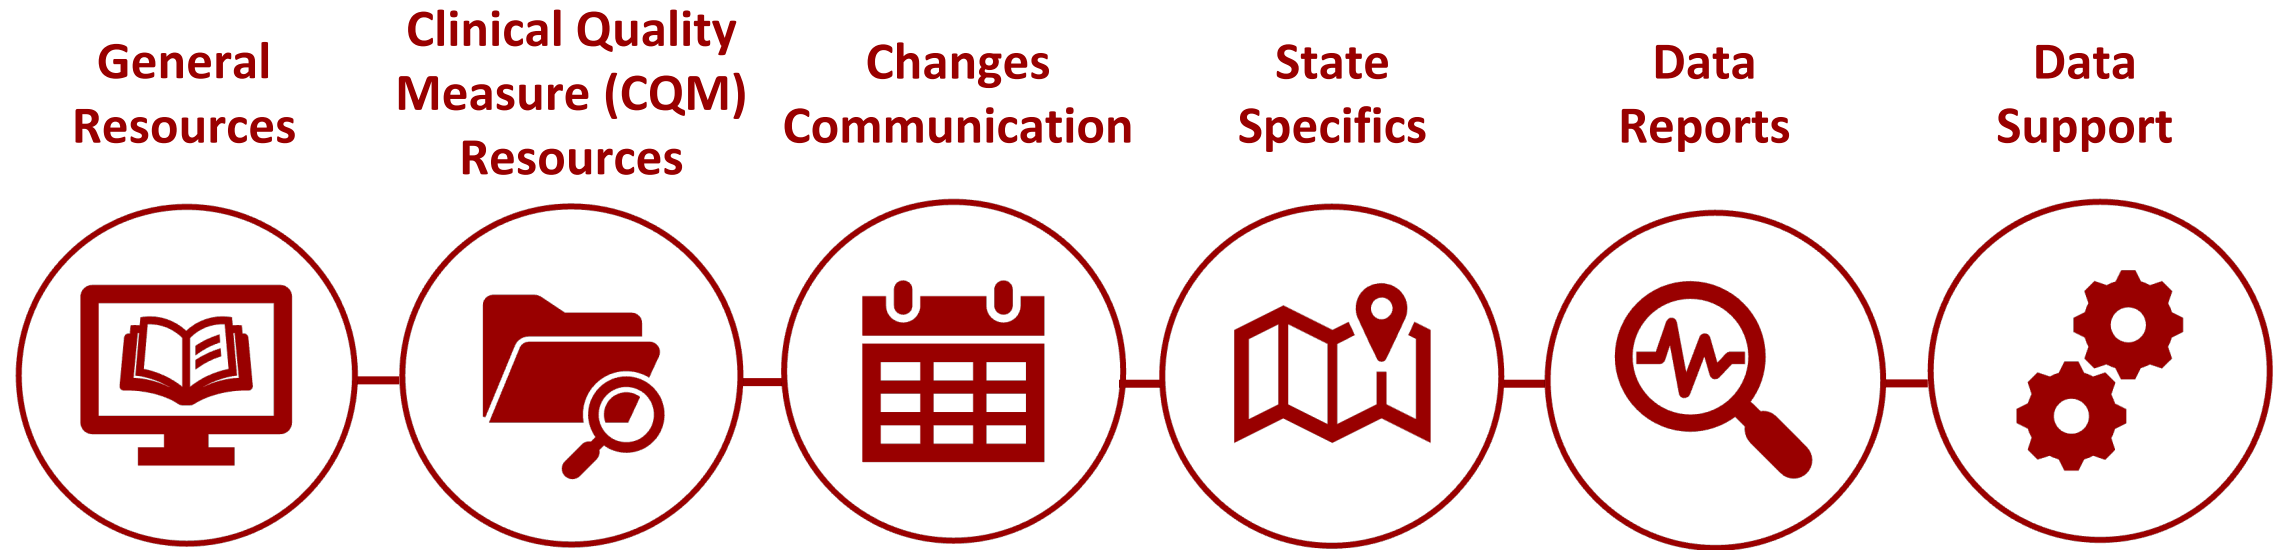 General
Resources
Clinical Quality
Measure (CQM)
Resources
Changes
Communication
State
Specifics
Data
Reports
Data
Support